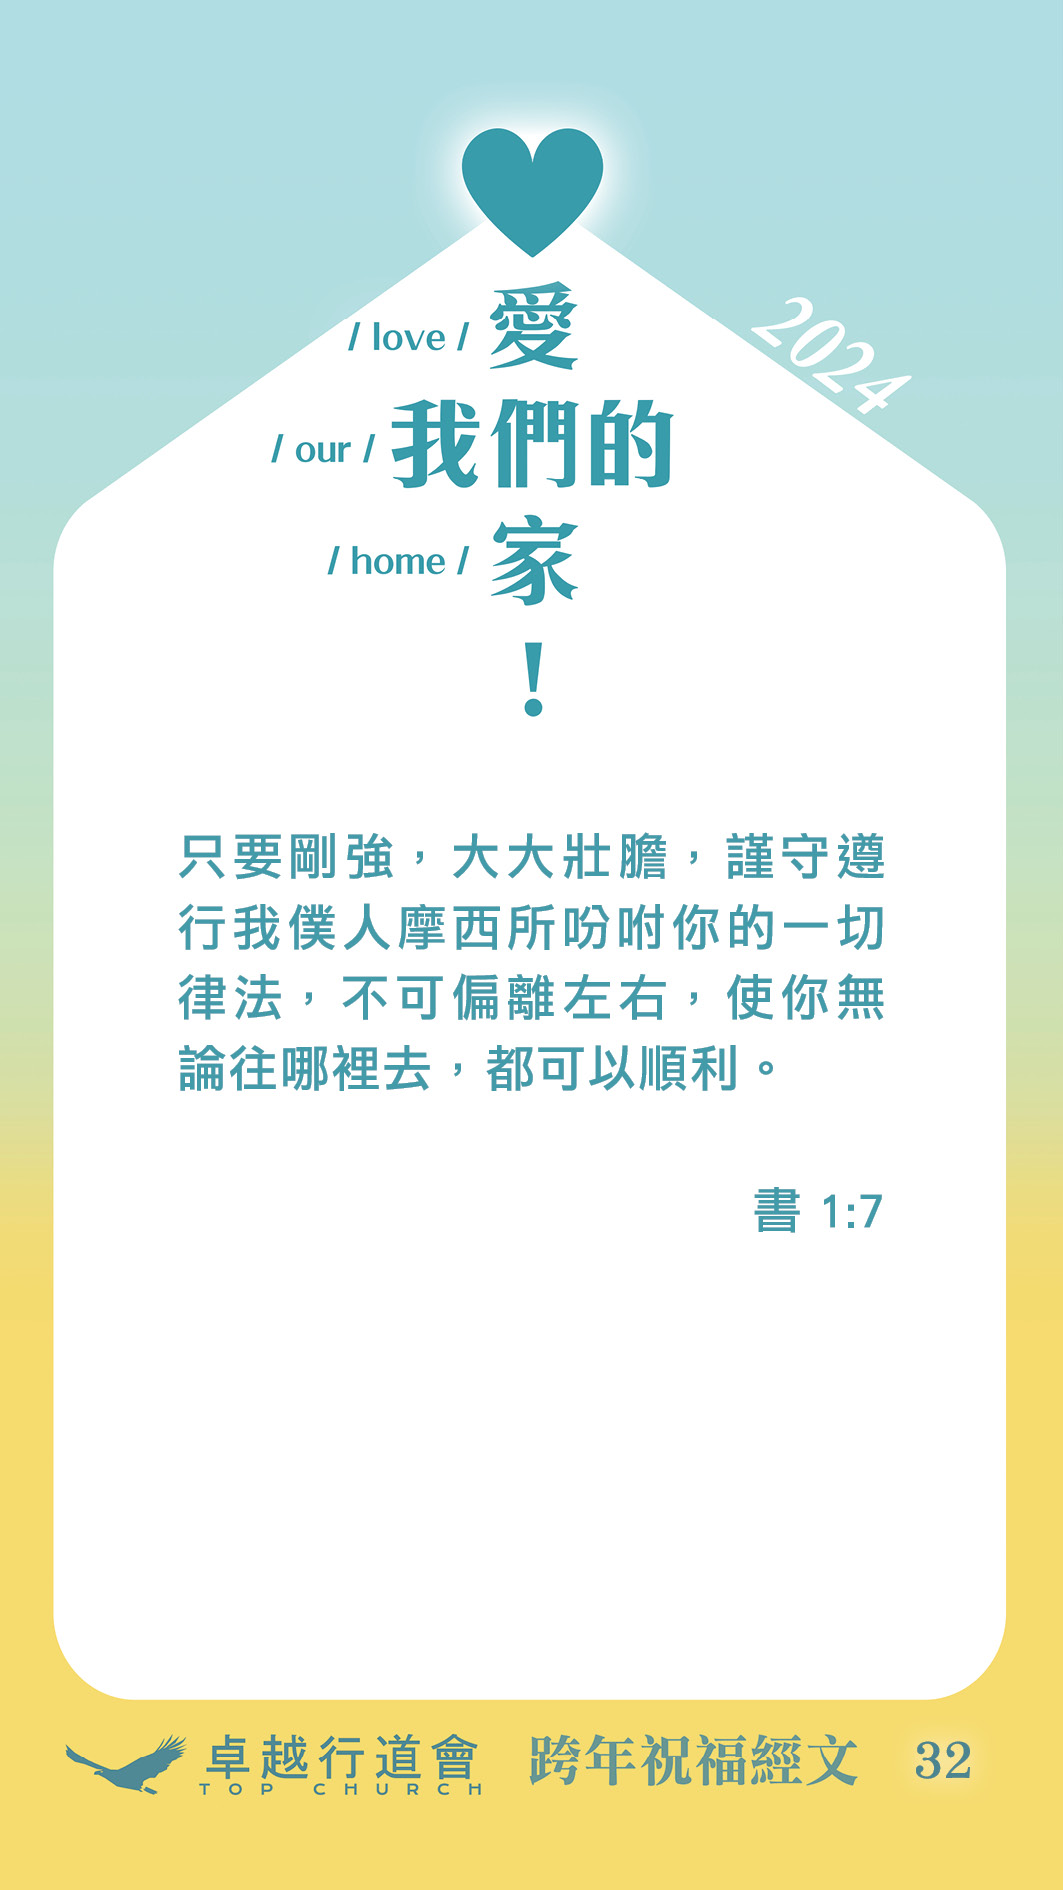 / love / 愛
2024
/ our / 我們的
/ home / 家
!
只要剛強，大大壯膽，謹守遵
行我僕人摩西所吩咐你的一切
律法，不可偏離左右，使你無
論往哪裡去，都可以順利。
書 1:7
卓越行道會 跨年祝福經文 32
TOP CHURCH